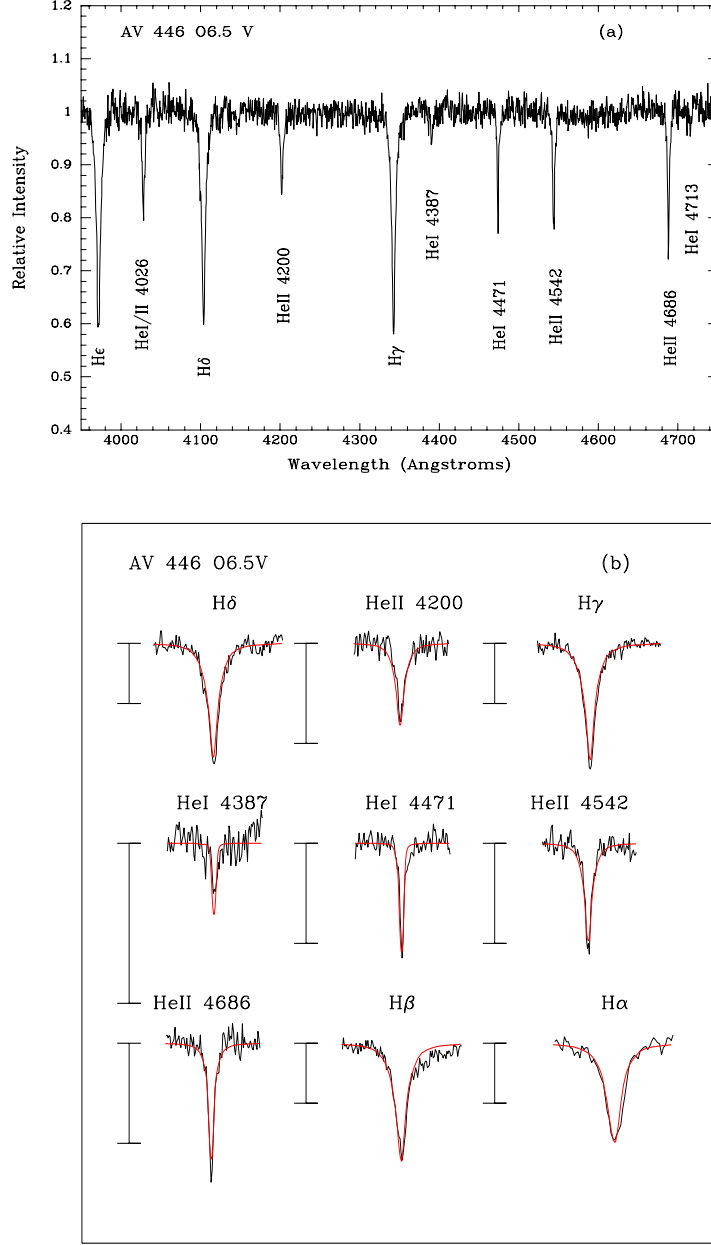 1.2
AV 446 O6.5 V (a)
1
0.9
0.8
0.7
0.6
0.5
0.4
Relative Intensity
Hϵ
HeI/II 4026
Hδ
HeII 4200
Hγ
HeI 4387
HeI 4471
HeII 4542
HeII 4686
HeI 4713
4000 4100 4200 4300 4400 4500 4600 4700
Wavelength (Angstroms)
AV 446 O6.5V (b)
Hδ HeII 4200 Hγ
HeI 4387 HeI 4471 HeII 4542
HeII 4686 Hβ Hα